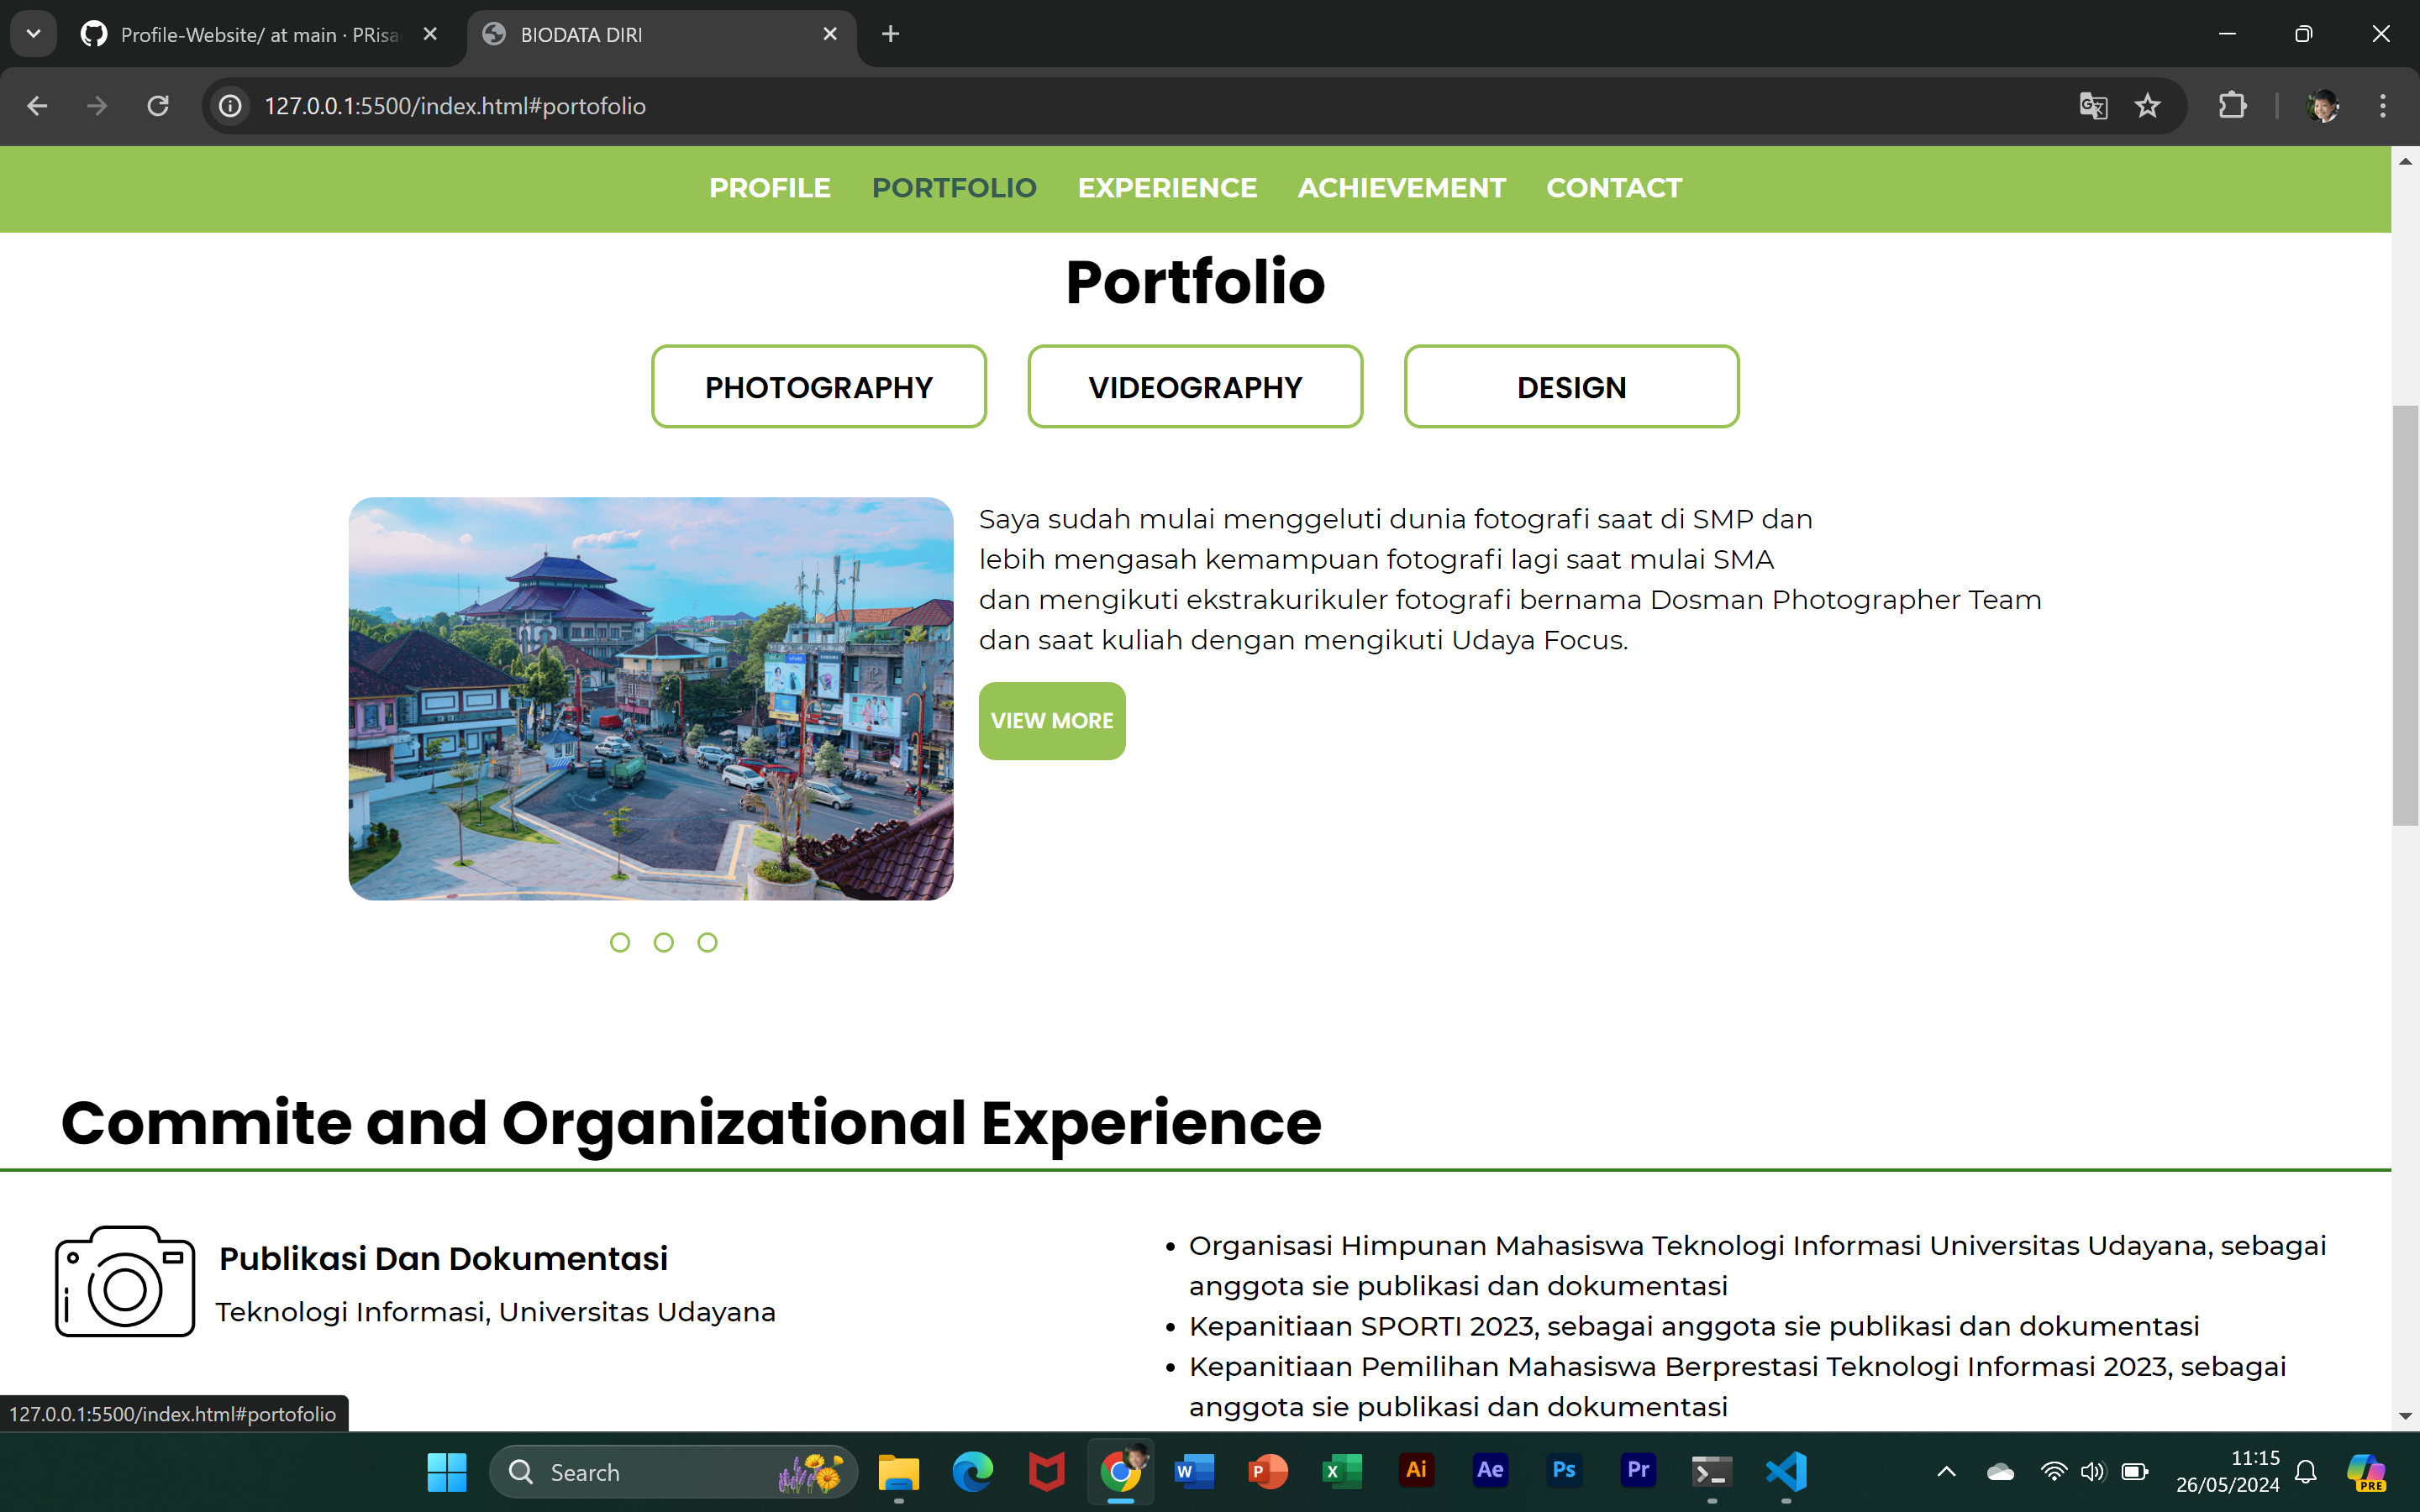 Profile-Website/ at main · PRisa
BIODATA DIRI
127.0.0.1:5500/index.html#portofolio
PROFILE PORTFOLIO EXPERIENCE ACHIEVEMENT CONTACT
Portfolio
PHOTOGRAPHY VIDEOGRAPHY DESIGN
Saya sudah mulai menggeluti dunia fotografi saat di SMP dan
lebih mengasah kemampuan fotografi lagi saat mulai SMA
dan mengikuti ekstrakurikuler fotografi bernama Dosman Photographer Team
dan saat kuliah dengan mengikuti Udaya Focus.
VIEW MORE
Commite and Organizational Experience
Publikasi Dan Dokumentasi
Teknologi Informasi, Universitas Udayana
• Organisasi Himpunan Mahasiswa Teknologi Informasi Universitas Udayana, sebagai
anggota sie publikasi dan dokumentasi
• Kepanitiaan SPORTI 2023, sebagai anggota sie publikasi dan dokumentasi
• Kepanitiaan Pemilihan Mahasiswa Berprestasi Teknologi Informasi 2023, sebagai
anggota sie publikasi dan dokumentasi
127.0.0.1:5500/index.html#portofolio
Search
W
P
X
Ai
Ae
Ps
Pr
11:15
26/05/2024
PRE